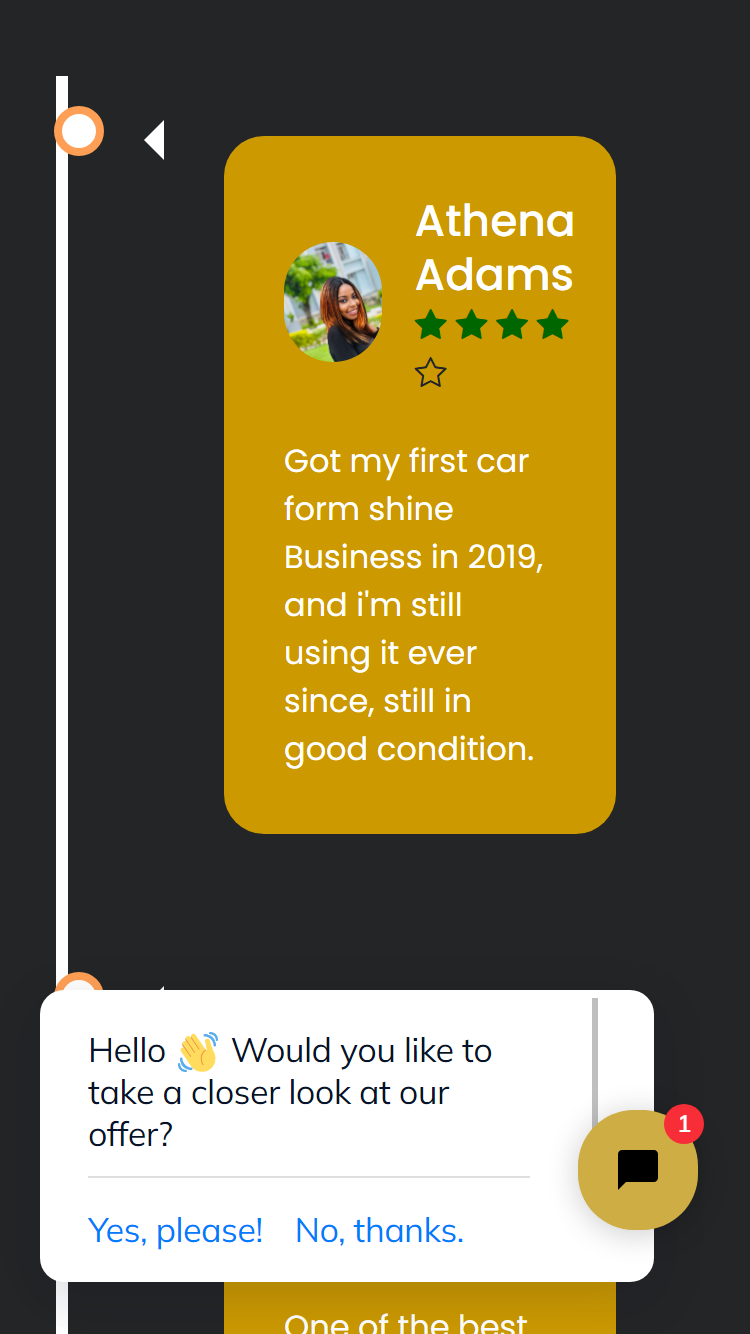 Athena
Adams
Got my first car
form shine
Business in 2019,
and i'm still
using it ever
since, still in
good condition.
Hello 👋 Would you like to
take a closer look at our
offer?
1
Yes, please! No, thanks.
One of the best